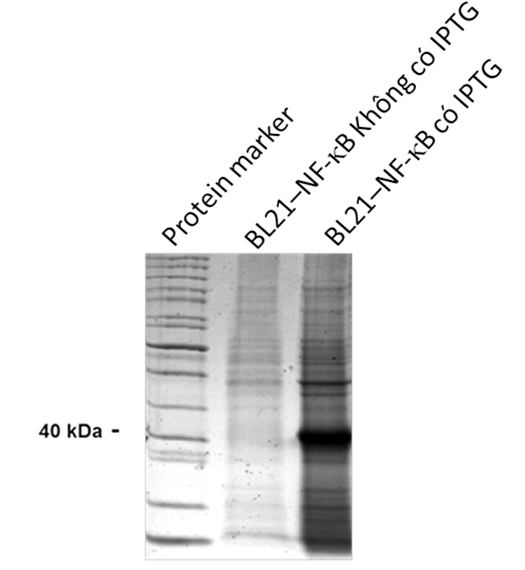 Protein marker
BL21–NF-κB Không có IPTG
BL21–NF-κB có IPTG
40 kDa -